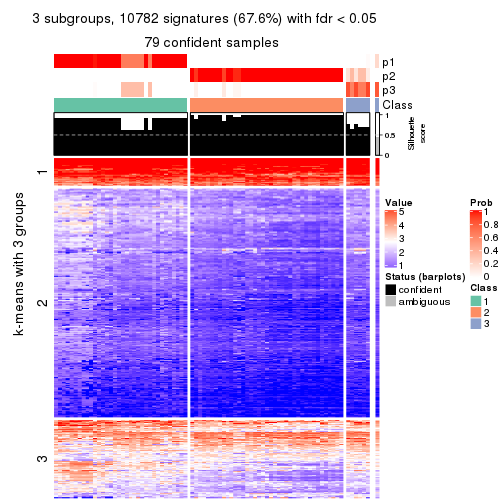 3 subgroups, 10782 signatures (67.6%) with fdr < 0.05
79 confident samples
p1
p2
p3
Class
1
0.5
0
Silhouette
score
k-means with 3 groups
1
2
3
Value
5
4
3
2
1
Status (barplots)
confident
ambiguous
Prob
1
0.8
0.6
0.4
0.2
0
Class
1
2
3